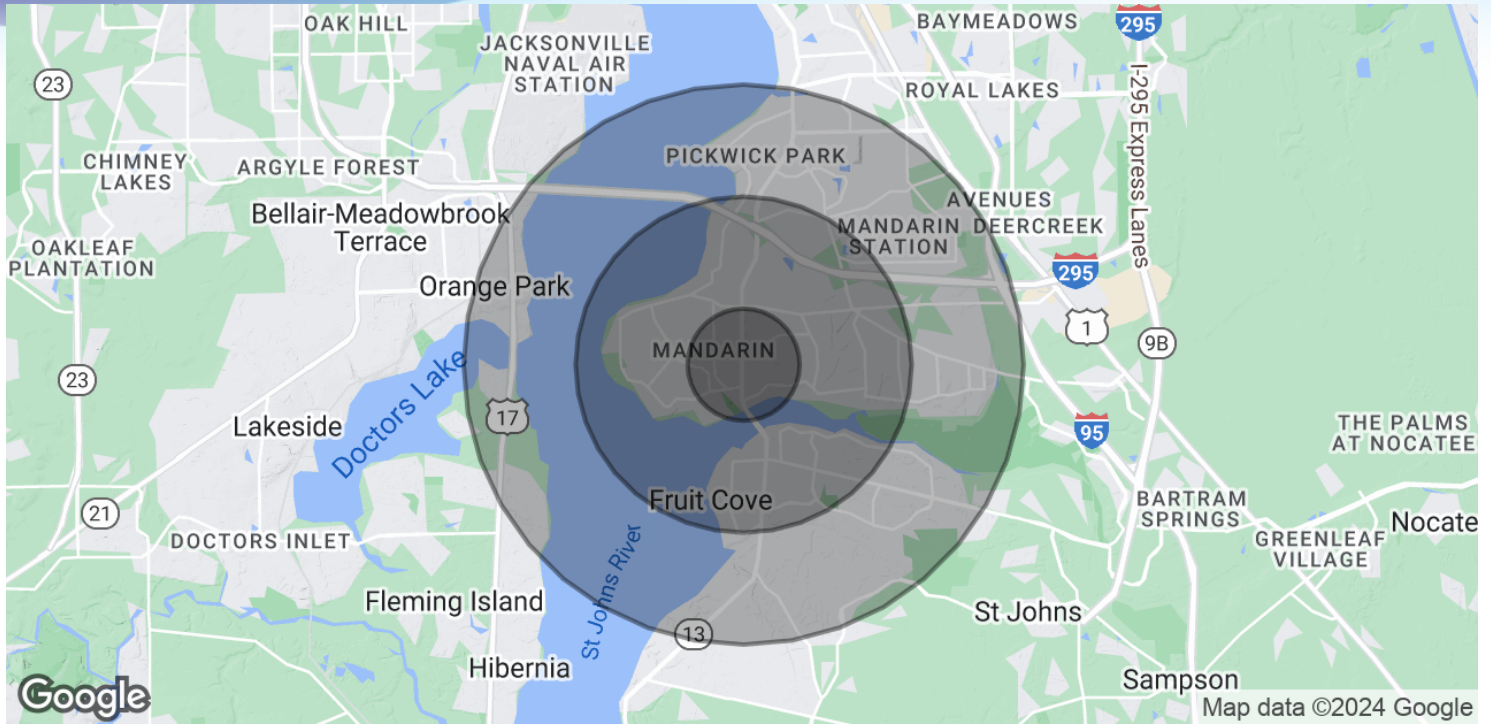 OAK HILL
BAYMEADOWS
295
JACKSONVILLE
NAVAL AIR
STATION
23
ROYAL LAKES
I-295 Express Lanes
CHIMNEY
LAKES
ARGYLE FOREST
PICKWICK PARK
AVENUES
Bellair-Meadowbrook
Terrace
MANDARIN
STATION
DEERCREEK
OAKLEAF
PLANTATION
Orange Park
295
1
9B
MANDARIN
23
Doctors Lake
17
Lakeside
95
THE PALMS
AT NOCATEE
Fruit Cove
21
BARTRAM
SPRINGS
Nocate
DOCTORS INLET
GREENLEAF
VILLAGE
St Johns River
Fleming Island
St Johns
13
Hibernia
Sampson
Google
Map data ©2024 Google